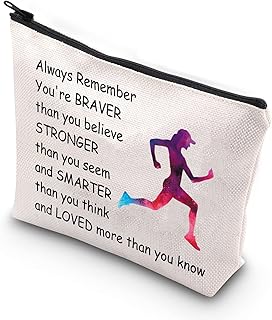 Always Remember
You're BRAVER
than you believe
STRONGER
than you seem
and SMARTER
than you think
and LOVED more than you know